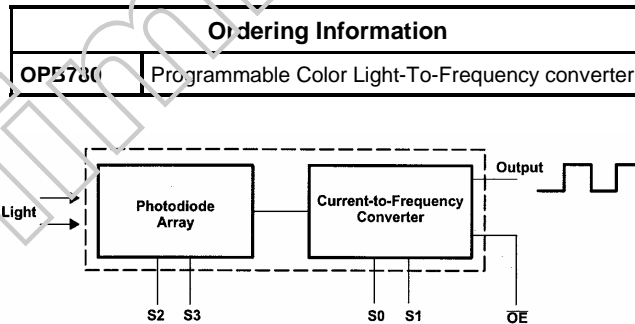 Ordering Information
OPB780 Programmable Color Light-To-Frequency converter
Output
Light
Photodiode
Array
Current-to-Frequency
Converter
S2 S3 S0 S1 OE